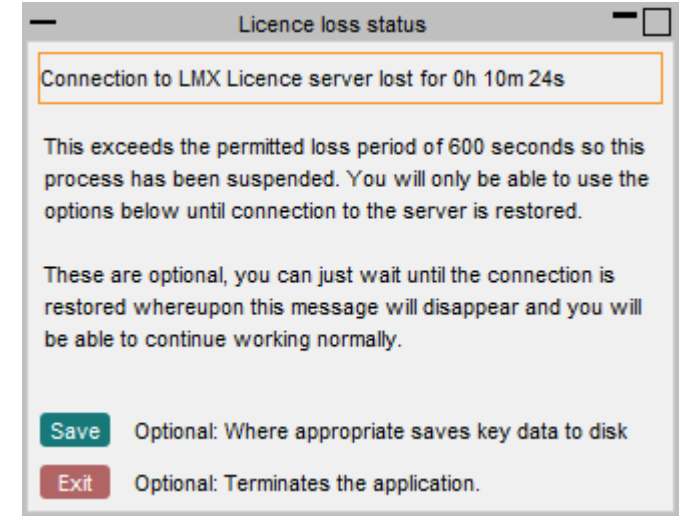 Licence loss status
Connection to LMX Licence server lost for 0h 10m 24s
This exceeds the permitted loss period of 600 seconds so this
process has been suspended. You will only be able to use the
options below until connection to the server is restored.
These are optional, you can just wait until the connection is
restored whereupon this message will disappear and you will
be able to continue working normally.
Save Optional: Where appropriate saves key data to disk
Exit Optional: Terminates the application.